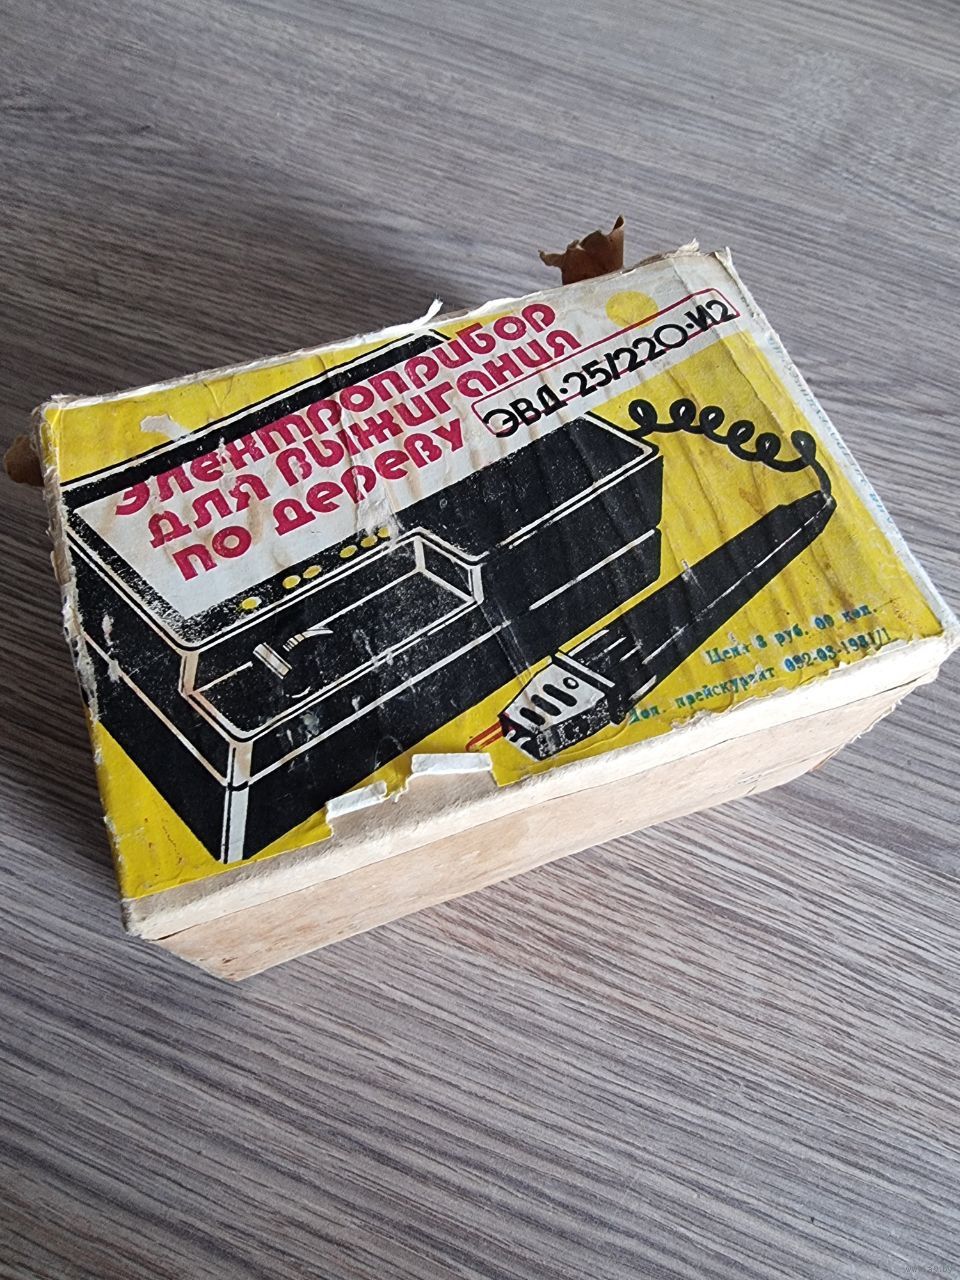 Электроприбор
для выжигания
по дереву
ЭВД-25/220-И2
Цена 8 руб. 00 коп.
Доп. прейскурант 092-03-1981/1